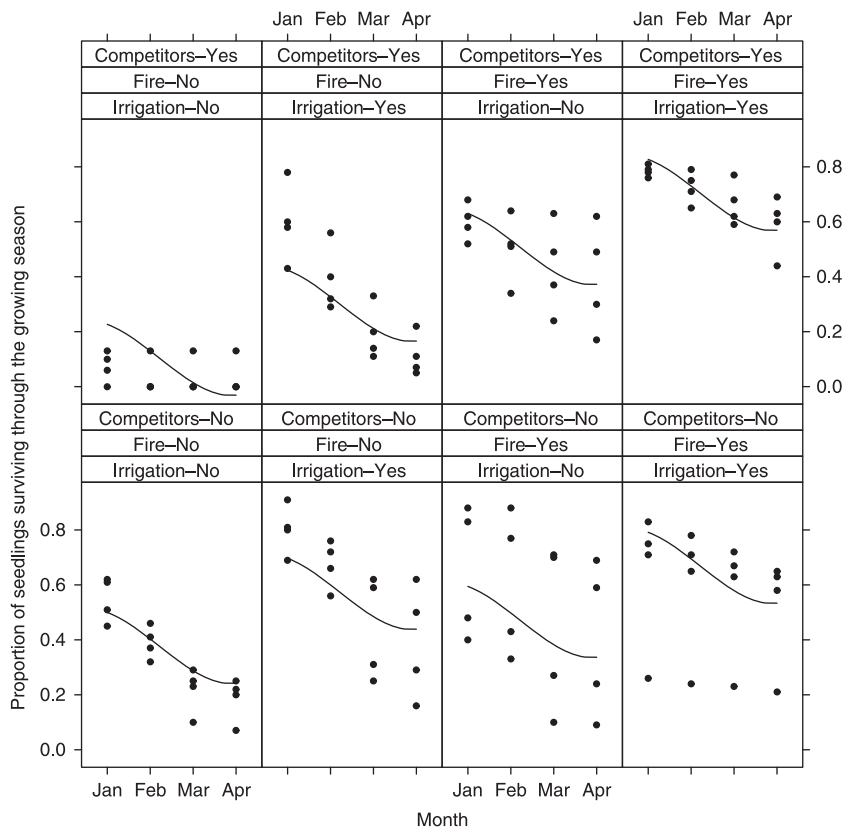 Jan Feb Mar Apr
Competitors–Yes Competitors–Yes Competitors–Yes Competitors–Yes
Fire–No Fire–No Fire–Yes Fire–Yes
Irrigation–No Irrigation–Yes Irrigation–No Irrigation–Yes
0.8
0.6
0.4
0.2
0.0
Competitors–No Competitors–No Competitors–No Competitors–No
Fire–No Fire–No Fire–Yes Fire–Yes
Irrigation–No Irrigation–Yes Irrigation–No Irrigation–Yes
0.8
0.6
0.4
0.2
0.0
Jan Feb Mar Apr Jan Feb Mar Apr
Month
Proportion of seedlings surviving through the growing season